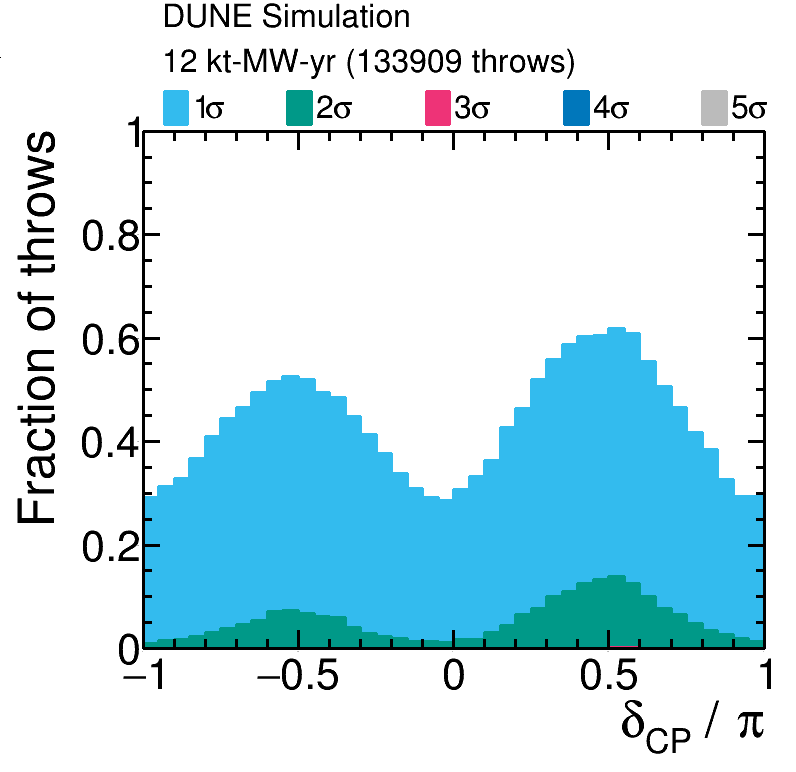 DUNE Simulation
12 kt-MW-yr (133909 throws)
1σ 2σ 3σ 4σ 5σ
Fraction of throws
1
0.8
0.6
0.4
0.2
0
−1 −0.5 0 0.5 1
δCP / π